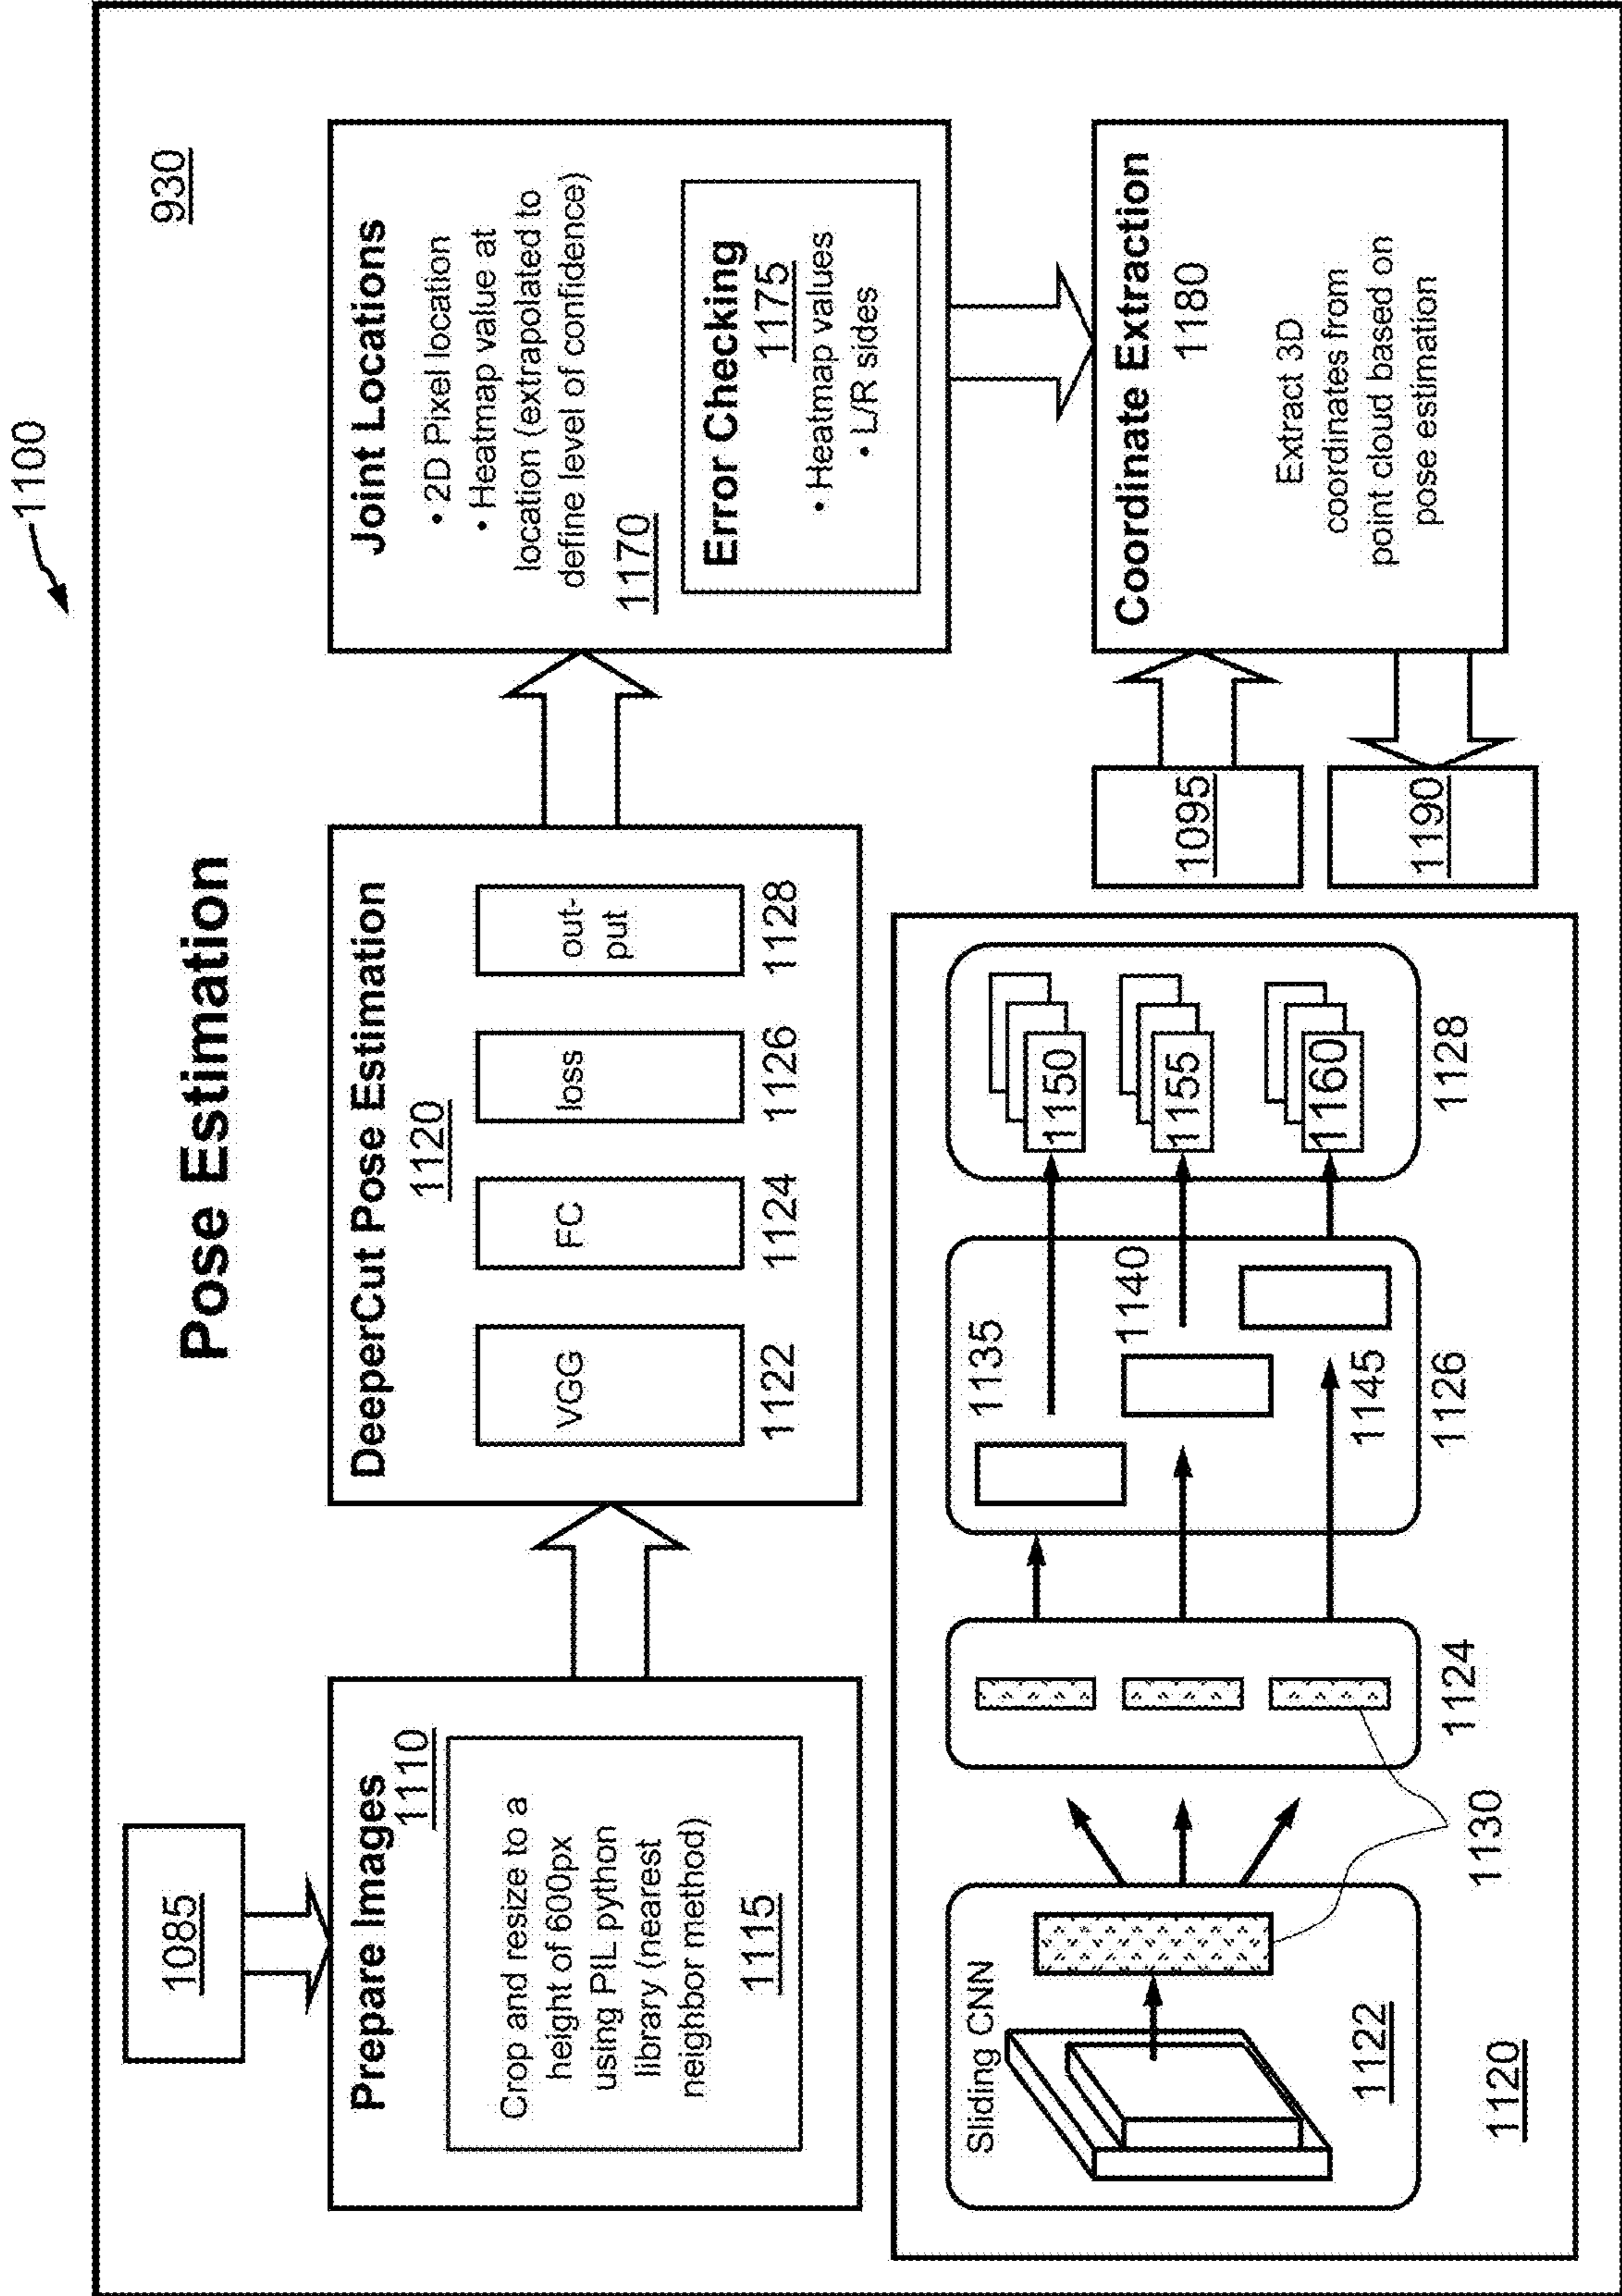 1100
930
Pose Estimation
1085
Prepare Images
1110
Crop and resize to a
height of 600px
using PIL python
library (nearest
neighbor method)
1115
DeeperCut Pose Estimation
1120
VGG
FC
loss
out-
put
1122
1124
1126
1128
Joint Locations
• 2D Pixel location
• Heatmap value at
location (extrapolated to
define level of confidence)
1170
Error Checking
1175
• Heatmap values
• L/R sides
Sliding CNN
1122
1120
1130
1124
1135
1140
1145
1126
1150
1155
1160
1128
1095
1190
Coordinate Extraction
1180
Extract 3D
coordinates from
point cloud based on
pose estimation